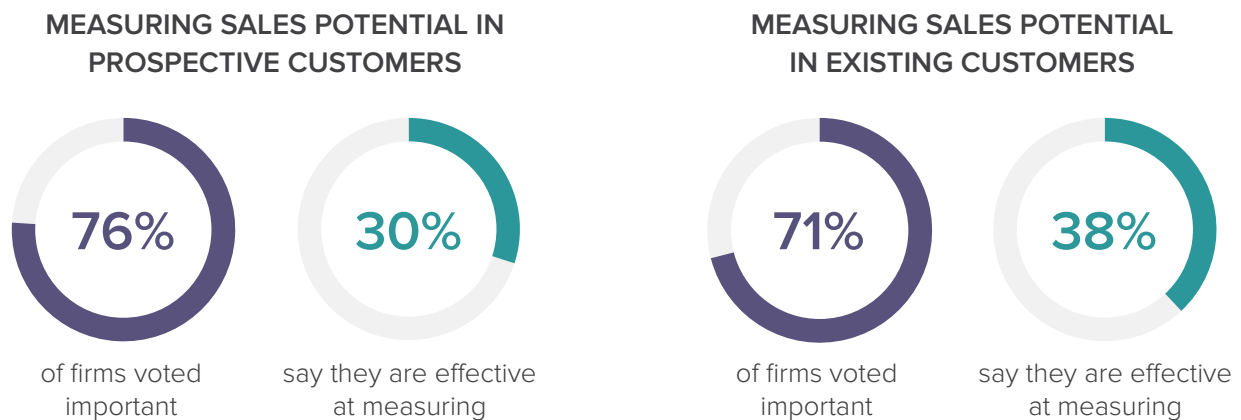 MEASURING SALES POTENTIAL IN
PROSPECTIVE CUSTOMERS
76%
of firms voted
important
30%
say they are effective
at measuring
MEASURING SALES POTENTIAL
IN EXISTING CUSTOMERS
71%
of firms voted
important
38%
say they are effective
at measuring